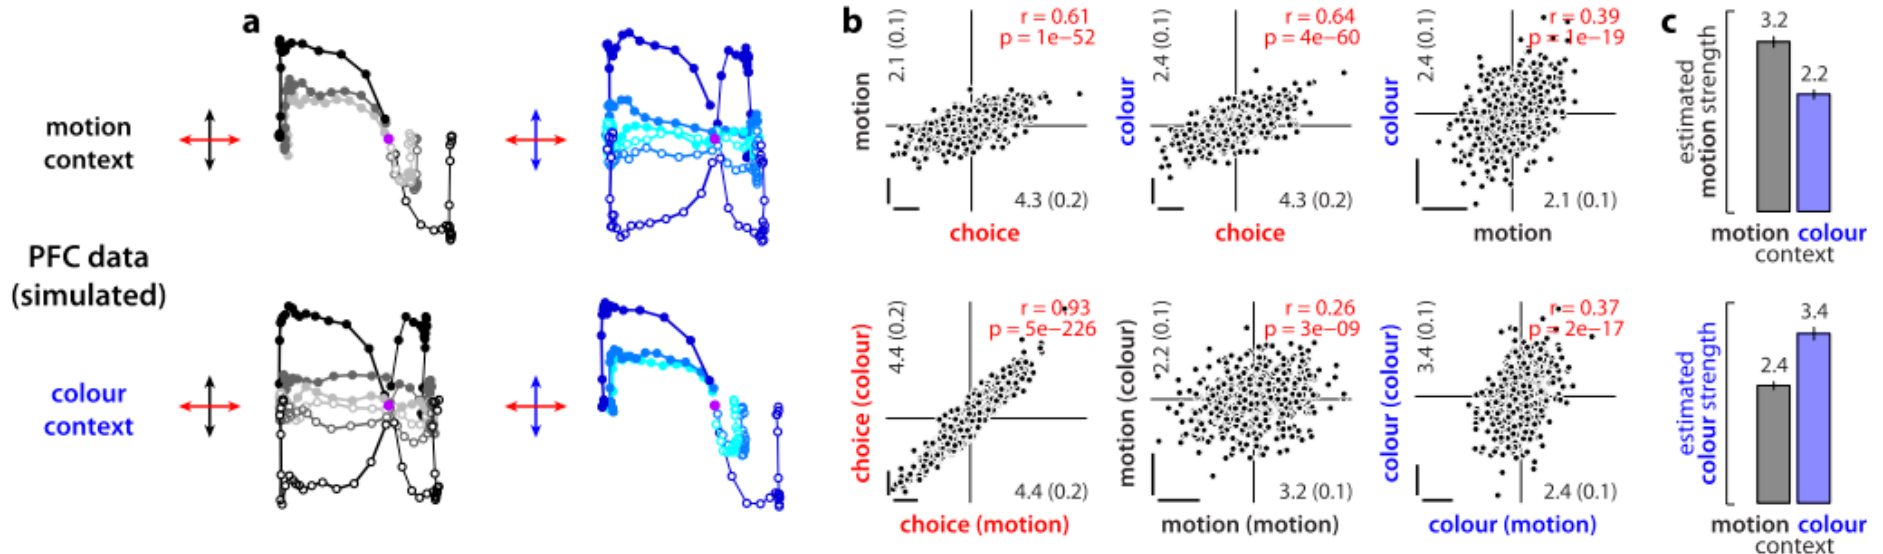 a
motion
context
PFC data
(simulated)
colour
context
b
r = 0.61
p = 1e−52
2.1 (0.1)
motion
4.3 (0.2)
choice
r = 0.64
p = 4e−60
2.4 (0.1)
colour
4.3 (0.2)
choice
r = 0.39
p = 1e−19
2.4 (0.1)
colour
2.1 (0.1)
motion
r = 0.93
p = 5e−226
4.4 (0.2)
choice (colour)
4.4 (0.2)
choice (motion)
r = 0.26
p = 3e−09
2.2 (0.1)
motion (colour)
3.2 (0.1)
motion (motion)
r = 0.37
p = 2e−17
3.4 (0.1)
colour (colour)
2.4 (0.1)
colour (motion)
c
estimated
motion strength
3.2
2.2
motion colour
context
estimated
colour strength
2.4
3.4
motion colour
context